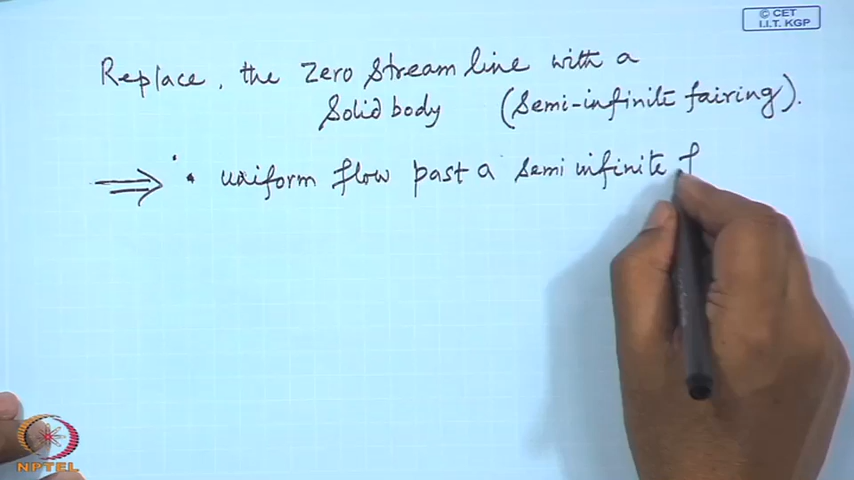 © CET
I.I.T. KGP
Replace, the Zero stream line with a
Solid body (Semi-infinite fairing).
⇒ • uniform flow past a semi infinite f
NPTEL